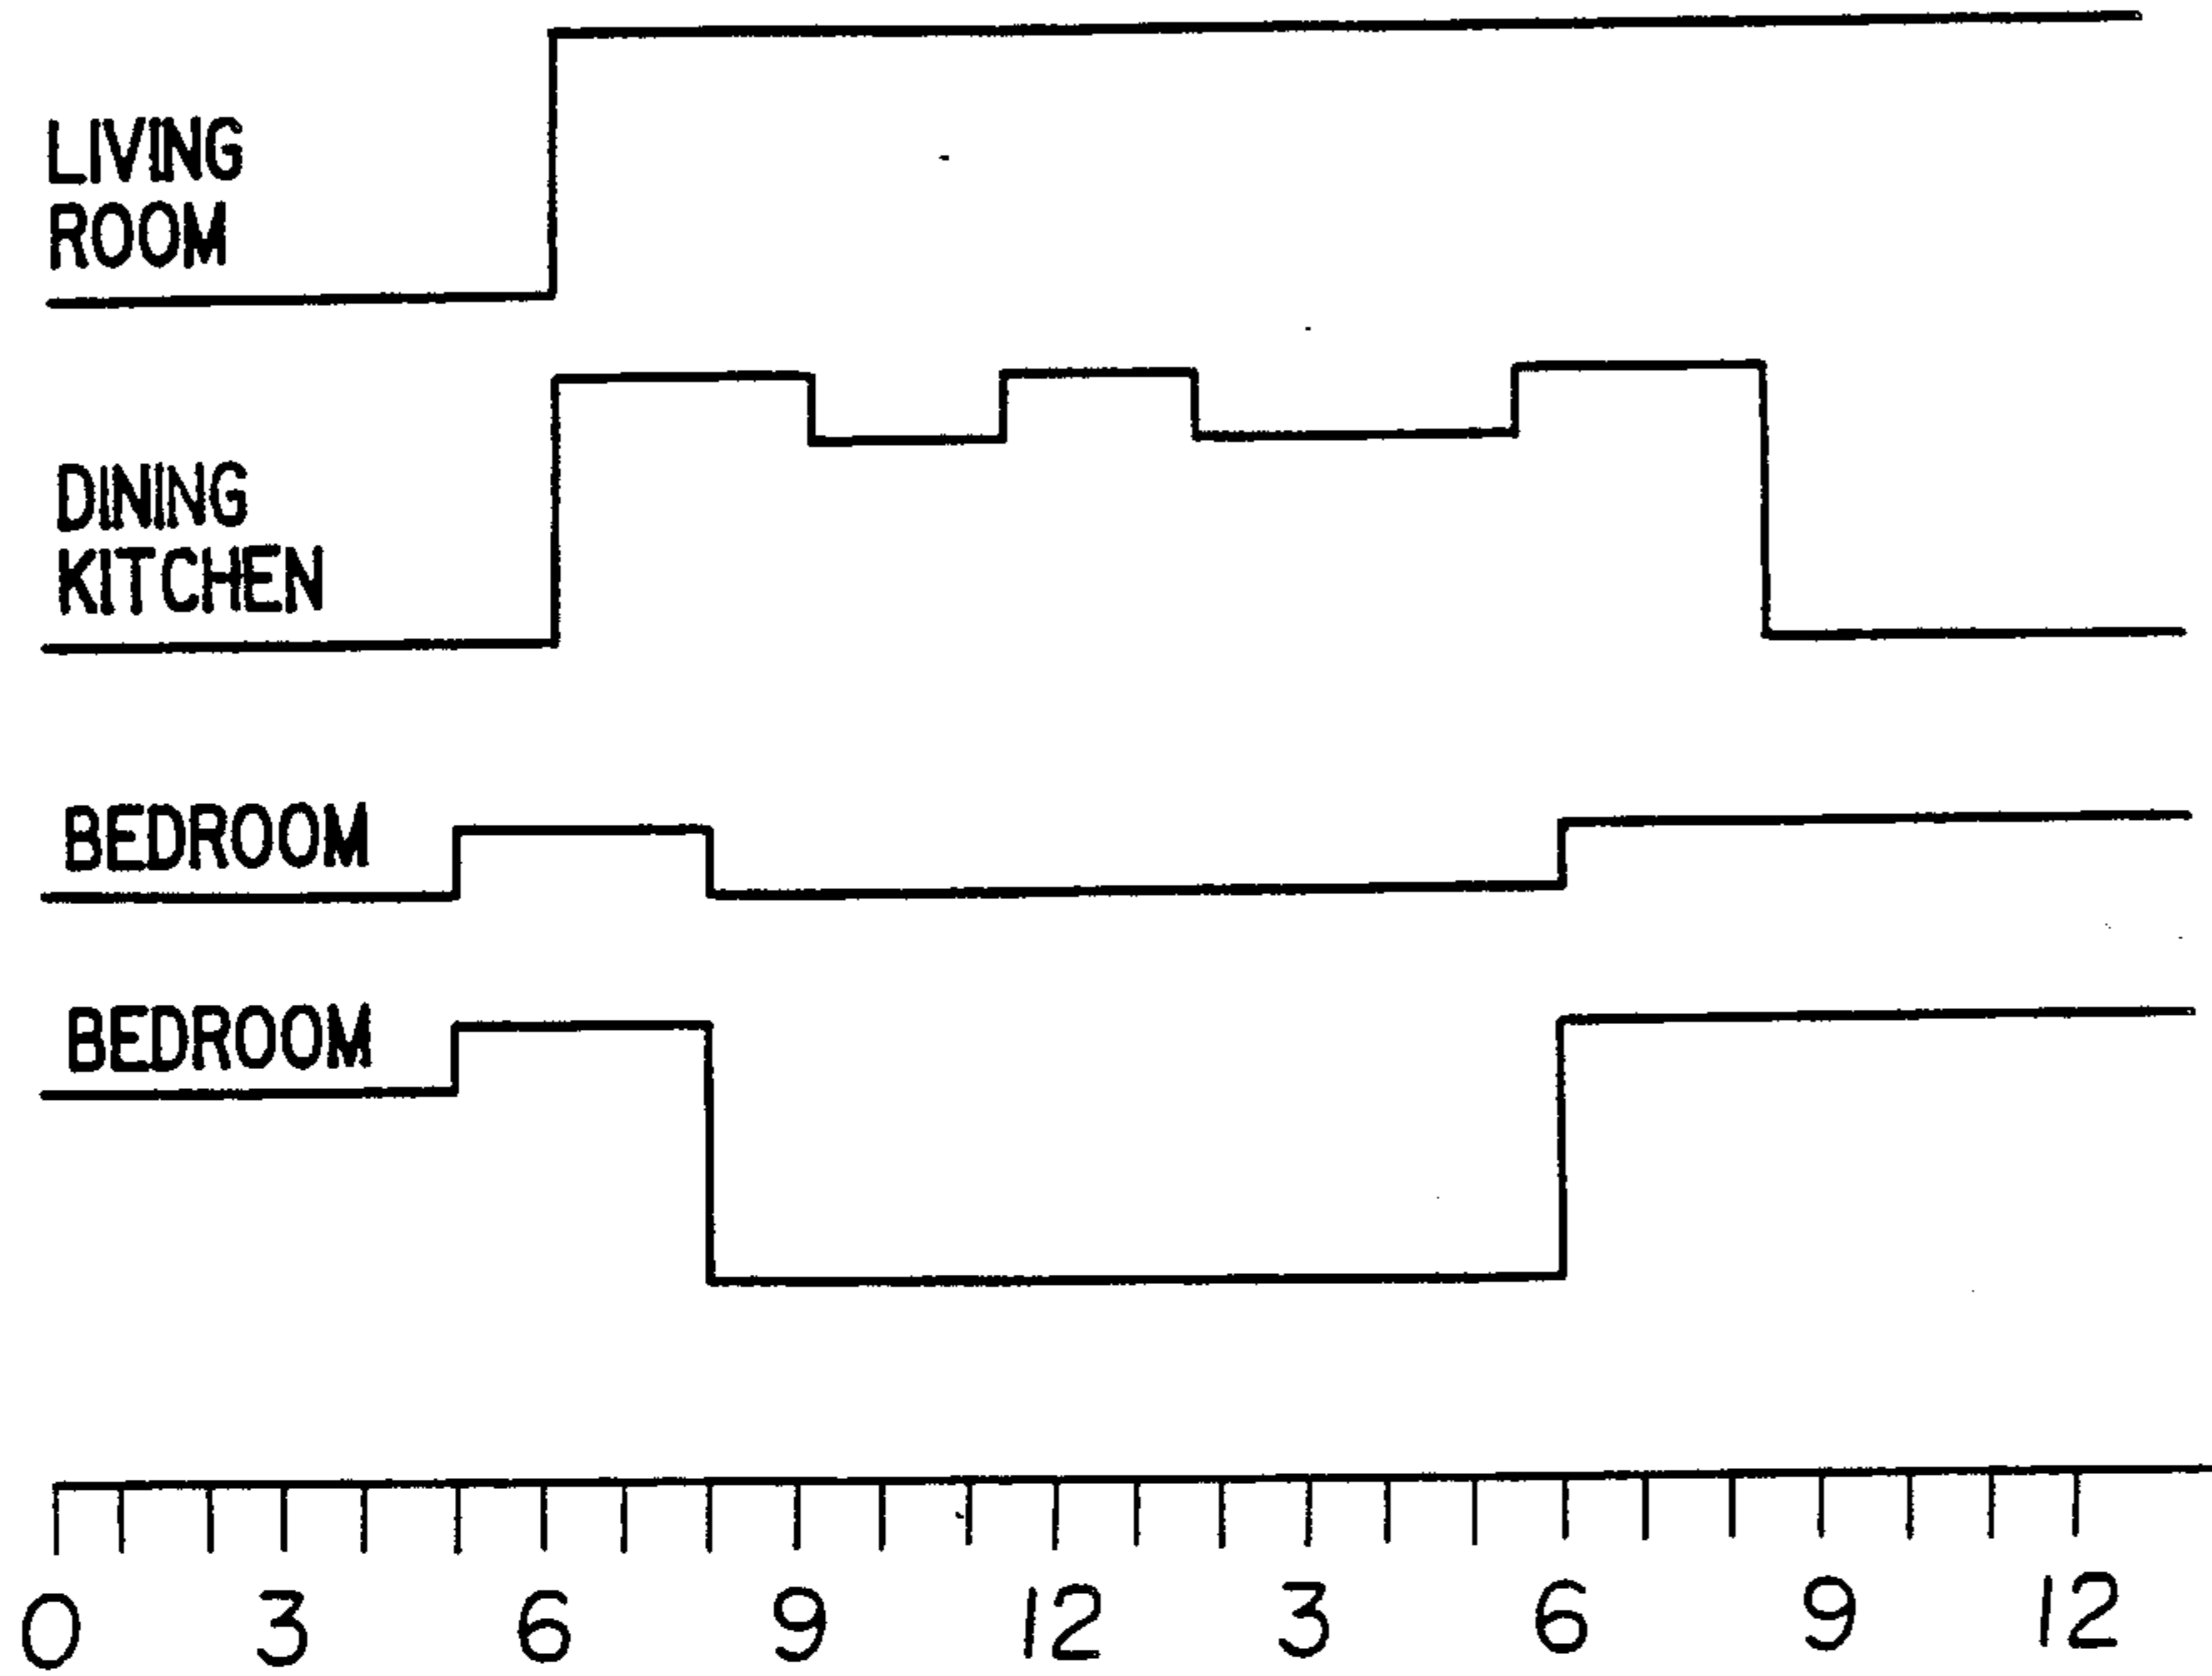 LIVING
ROOM
DINING
KITCHEN
BEDROOM
BEDROOM
0 3 6 9 12 3 6 9 12